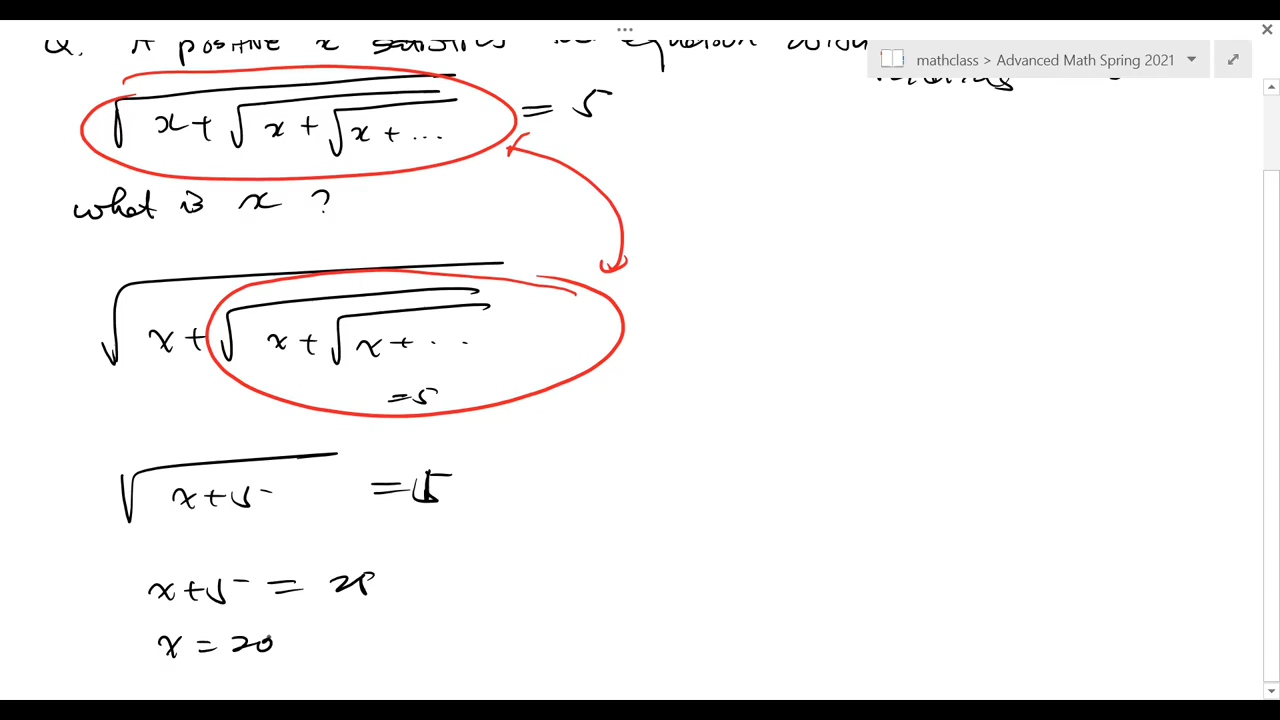 Q. A positive x satisfies the equation
mathclass > Advanced Math Spring 2021
√(x+√(x+√(x+...))) = 5
what is x ?
√(x+√(x+√(x+...)))
=5
√(x+5) =5
x+5 = 25
x = 20